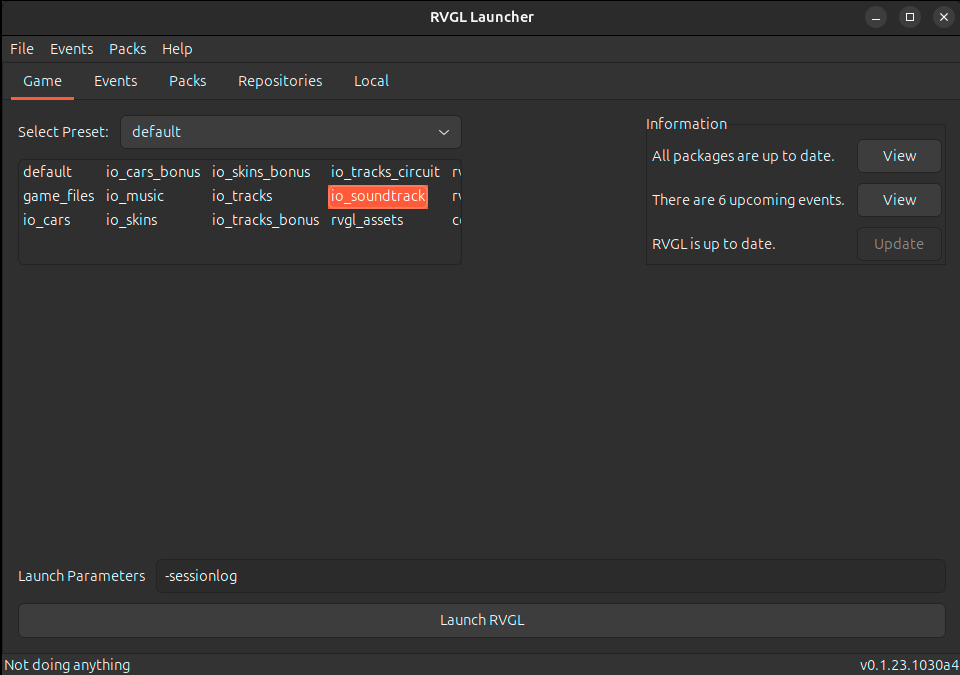 RVGL Launcher
File Events Packs Help
Game Events Packs Repositories Local
Select Preset: default
Information
All packages are up to date. View
default io_cars_bonus io_skins_bonus io_tracks_circuit
game_files io_music io_tracks io_soundtrack
There are 6 upcoming events. View
io_cars io_skins io_tracks_bonus rvgl_assets
RVGL is up to date. Update
Launch Parameters -sessionlog
Launch RVGL
Not doing anything v0.1.23.1030a4